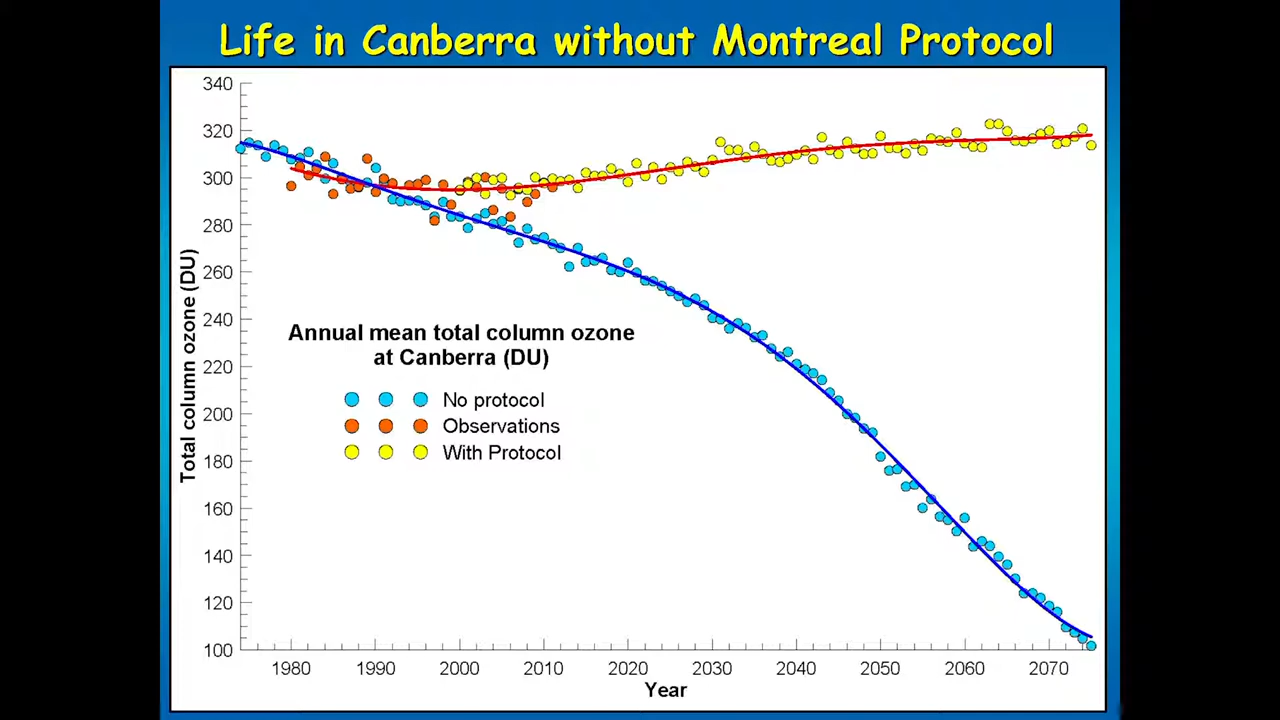 Life in Canberra without Montreal Protocol
340
320
300
280
260
240
220
200
180
160
140
120
100
Total column ozone (DU)
Annual mean total column ozone
at Canberra (DU)
No protocol
Observations
With Protocol
1980 1990 2000 2010 2020 2030 2040 2050 2060 2070
Year